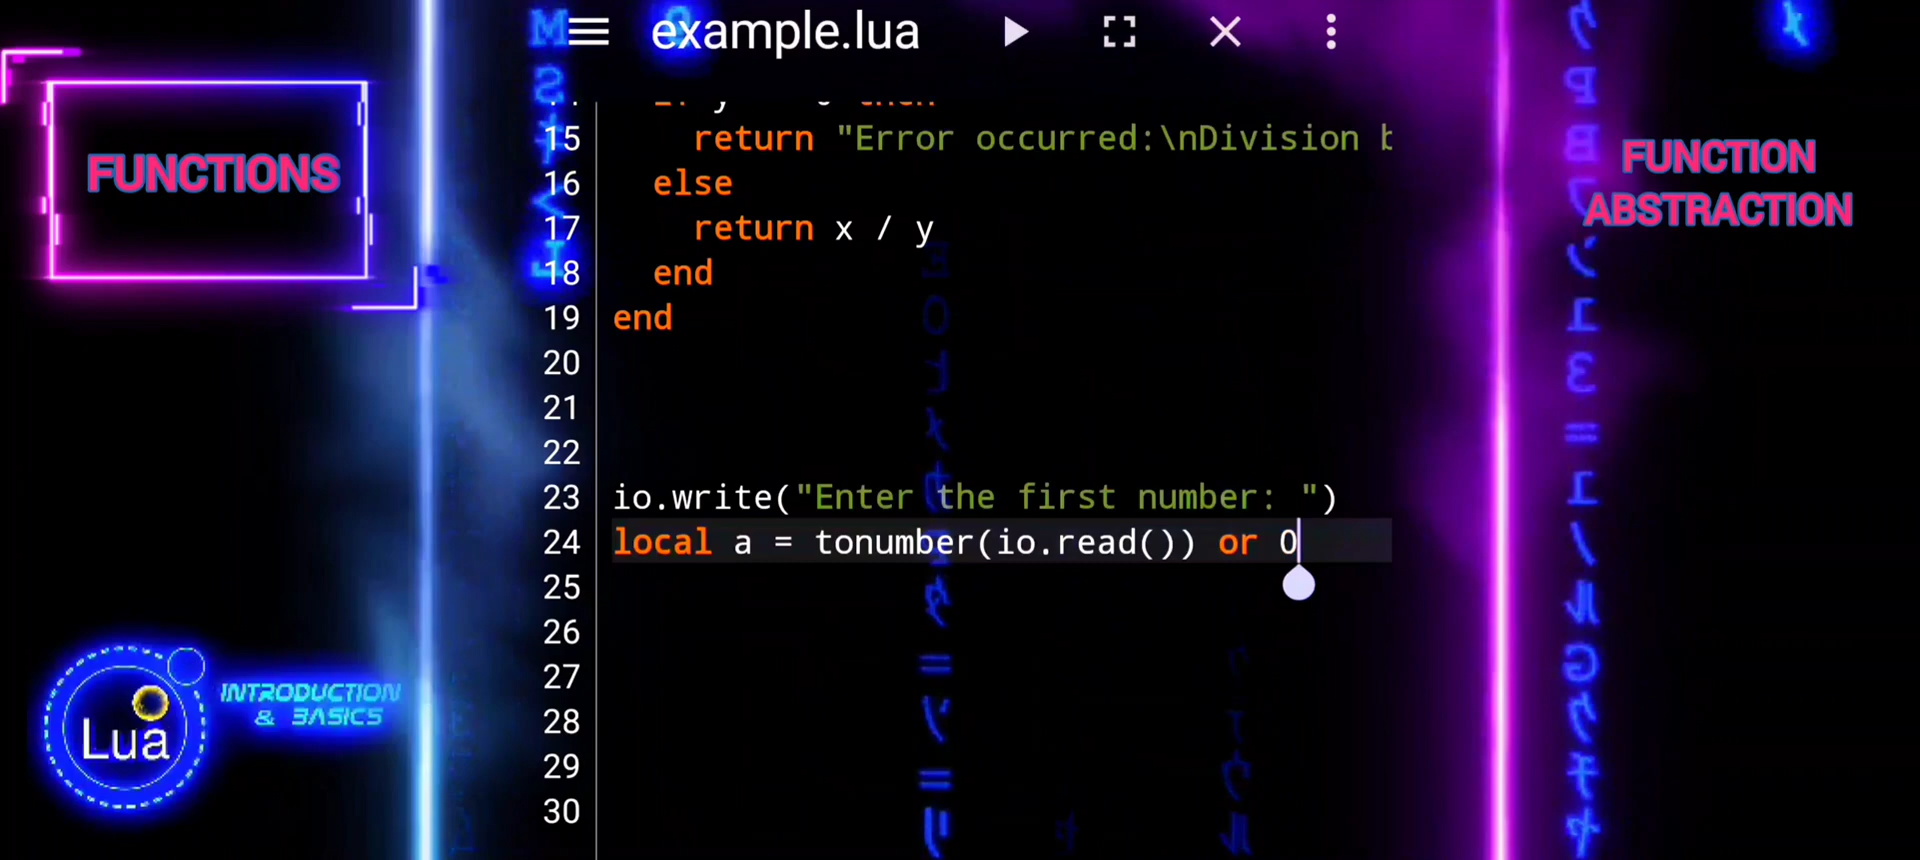 FUNCTIONS
example.lua
FUNCTION
ABSTRACTION
then
15 return "Error occurred:\nDivision b
16 else
17 return x / y
18 end
19 end
20
21
22
23 io.write("Enter the first number: ")
24 local a = tonumber(io.read()) or 0
25
26
27
28
29
30
Lua
INTRODUCTION
& BASICS